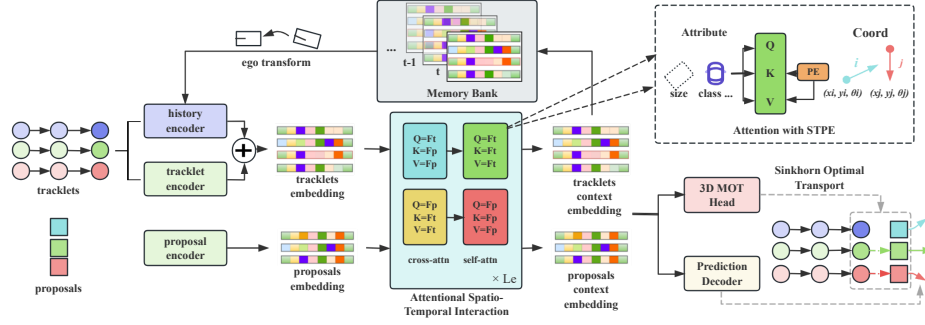 ego transform
...
t-1
t
Memory Bank
Attribute
Coord
Q
K
V
PE
i
j
size
class ...
(xi, yi, θi)
(xj, yj, θj)
Attention with STPE
history
encoder
tracklet
encoder
tracklets
tracklets
embedding
Q=Ft
K=Fp
V=Fp
Q=Ft
K=Ft
V=Ft
Q=Fp
K=Ft
V=Ft
Q=Fp
K=Fp
V=Fp
cross-attn
self-attn
× Le
Attentional Spatio-
Temporal Interaction
proposals
proposal
encoder
proposals
embedding
tracklets
context
embedding
proposals
context
embedding
3D MOT
Head
Prediction
Decoder
Sinkhorn Optimal
Transport